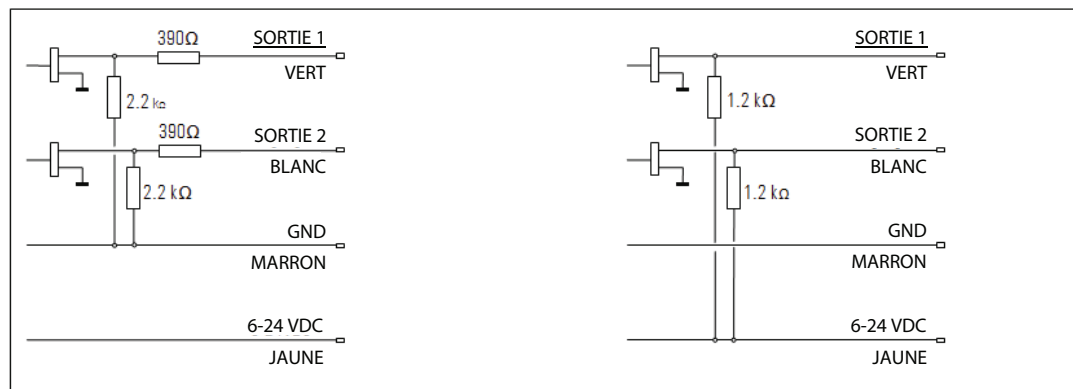 390Ω
SORTIE 1
VERT
2.2 kΩ
390Ω
SORTIE 2
BLANC
2.2 kΩ
GND
MARRON
6-24 VDC
JAUNE
SORTIE 1
VERT
1.2 kΩ
SORTIE 2
BLANC
1.2 kΩ
GND
MARRON
6-24 VDC
JAUNE